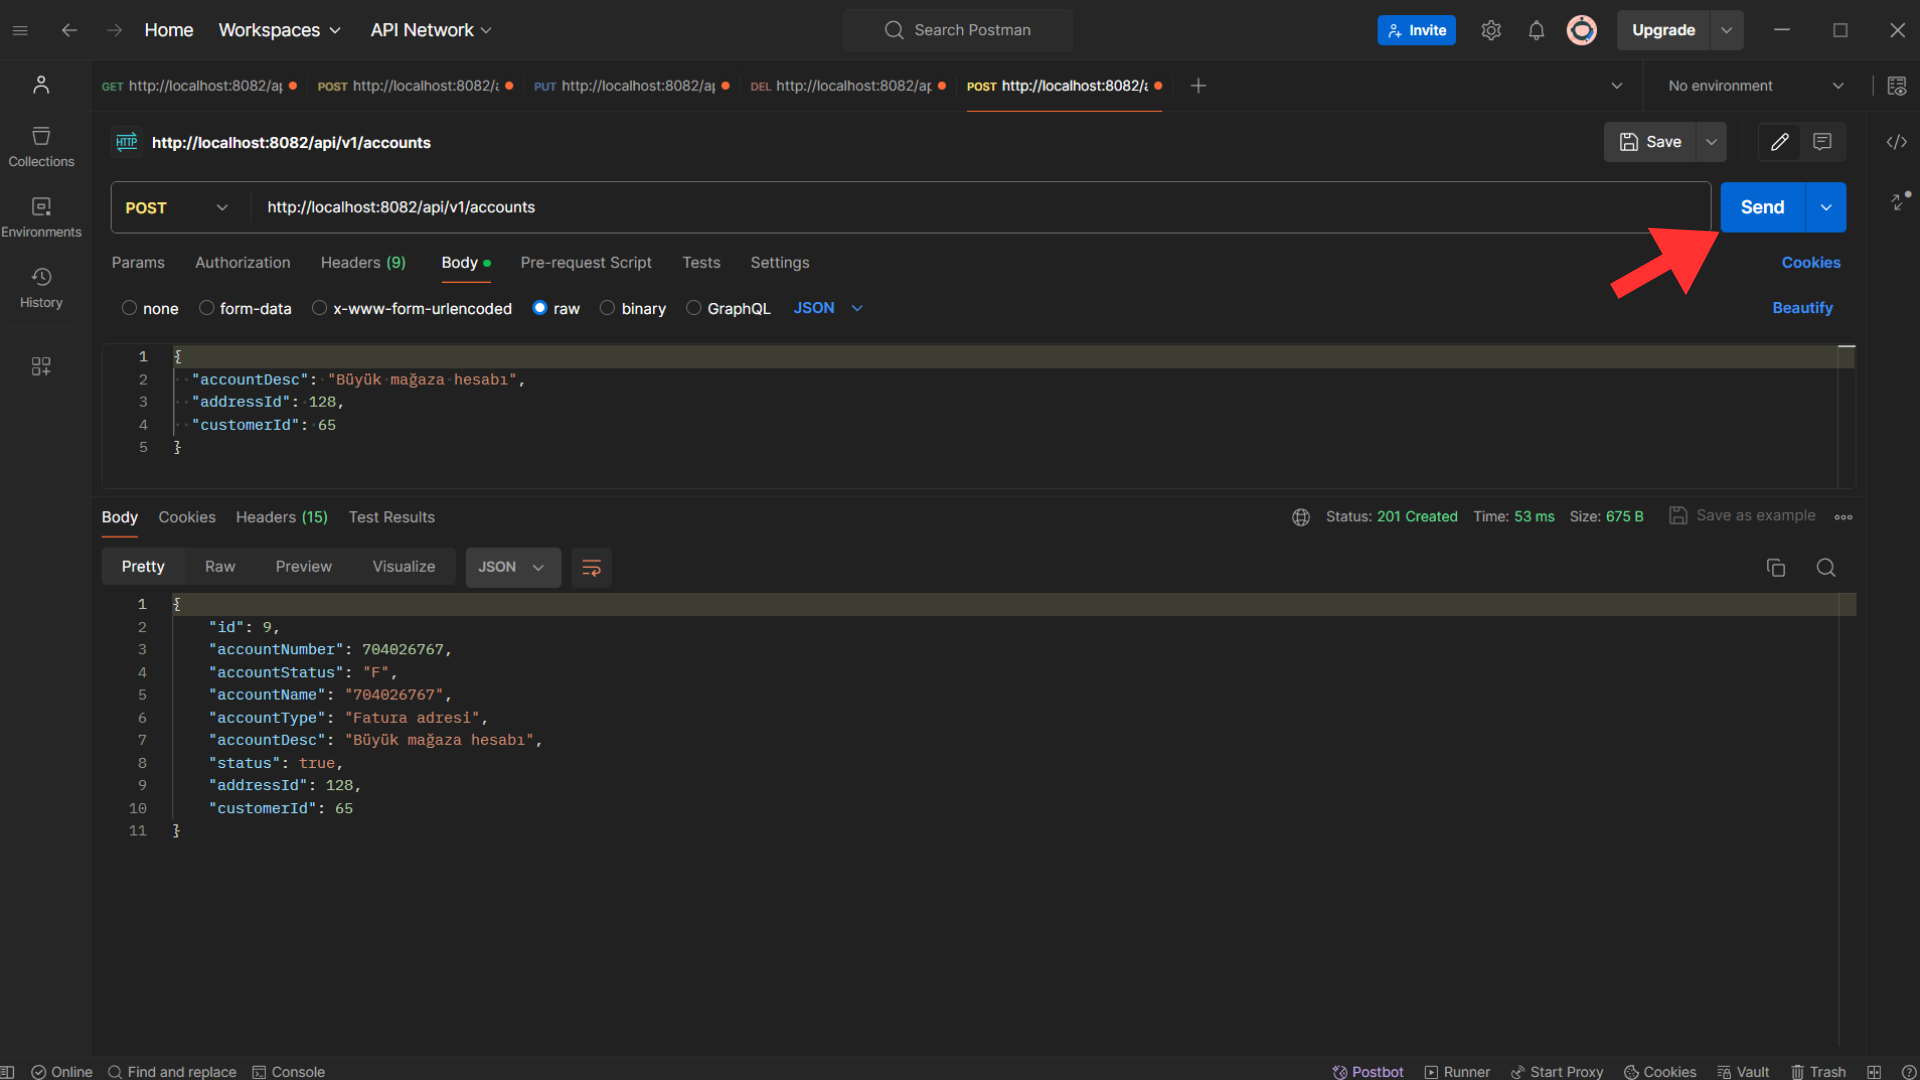 Home Workspaces API Network Search Postman Invite Upgrade
GET http://localhost:8082/ap POST http://localhost:8082/a PUT http://localhost:8082/ap DEL http://localhost:8082/ap POST http://localhost:8082/a No environment
Collections
Environments
History
HTTP http://localhost:8082/api/v1/accounts Save
POST http://localhost:8082/api/v1/accounts Send
Params Authorization Headers (9) Body Pre-request Script Tests Settings Cookies
none form-data x-www-form-urlencoded raw binary GraphQL JSON Beautify
1 {
2 "accountDesc": "Büyük mağaza hesabı",
3 "addressId": 128,
4 "customerId": 65
5 }
Body Cookies Headers (15) Test Results Status: 201 Created Time: 53 ms Size: 675 B Save as example
Pretty Raw Preview Visualize JSON
1 {
2 "id": 9,
3 "accountNumber": 704026767,
4 "accountStatus": "F",
5 "accountName": "704026767",
6 "accountType": "Fatura adresi",
7 "accountDesc": "Büyük mağaza hesabı",
8 "status": true,
9 "addressId": 128,
10 "customerId": 65
11 }
Online Find and replace Console Postbot Runner Start Proxy Cookies Vault Trash